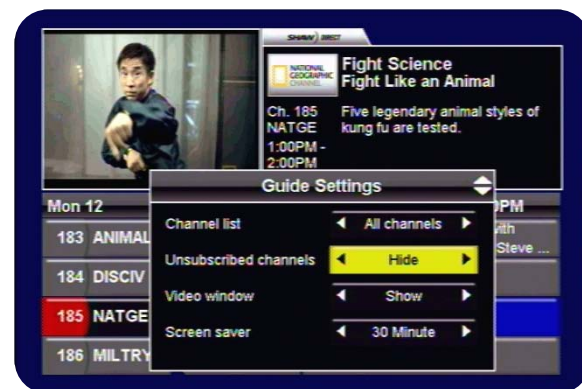 SHAW) DIRECT
NATIONAL
GEOGRAPHIC
CHANNEL
Fight Science
Fight Like an Animal
Ch. 185
NATGE
1:00PM -
2:00PM
Five legendary animal styles of
kung fu are tested.
Guide Settings
Channel list All channels
Unsubscribed channels Hide
Video window Show
Screen saver 30 Minute
Mon 12 PM
183 ANIMAL
Steve ...
184 DISCIV
185 NATGE
186 MILTRY